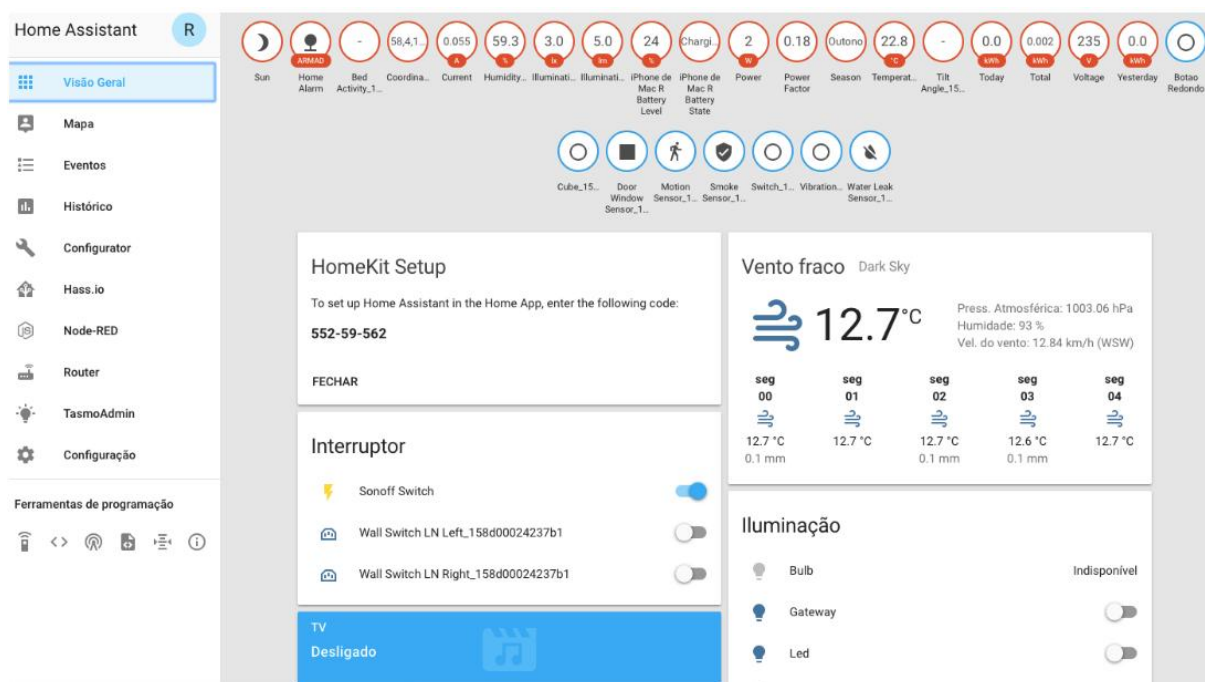 Home Assistant
R
Visão Geral
Mapa
Eventos
Histórico
Configurator
Hass.io
Node-RED
Router
TasmoAdmin
Configuração
Ferramentas de programação
- 58,4,1... 0.055 59.3 3.0 5.0 24 Chargi... 2 0.18 Outono 22.8 - 0.0 0.002 235 0.0
ARMAD A % lx lm % W °C kWh kWh V kWh
Sun Home Bed Coordina... Current Humidity... Illuminati... Illuminati... iPhone de iPhone de Power Power Season Temperat... Tilt Today Total Voltage Yesterday Botao
Alarm Activity_1... Mac R Mac R Factor Angle_15... Redondo
Battery Battery
Level State
Cube_15... Door Motion Smoke Switch_1... Vibration... Water Leak
Window Sensor_1... Sensor_1... Sensor_1...
Sensor_1...
HomeKit Setup
To set up Home Assistant in the Home App, enter the following code:
552-59-562
FECHAR
Interruptor
Sonoff Switch
Wall Switch LN Left_158d00024237b1
Wall Switch LN Right_158d00024237b1
TV
Desligado
Vento fraco Dark Sky
12.7°C
Press. Atmosférica: 1003.06 hPa
Humidade: 93 %
Vel. do vento: 12.84 km/h (WSW)
seg seg seg seg seg
00 01 02 03 04
12.7 °C 12.7 °C 12.7 °C 12.6 °C 12.7 °C
0.1 mm 0.1 mm 0.1 mm
Iluminação
Bulb Indisponível
Gateway
Led